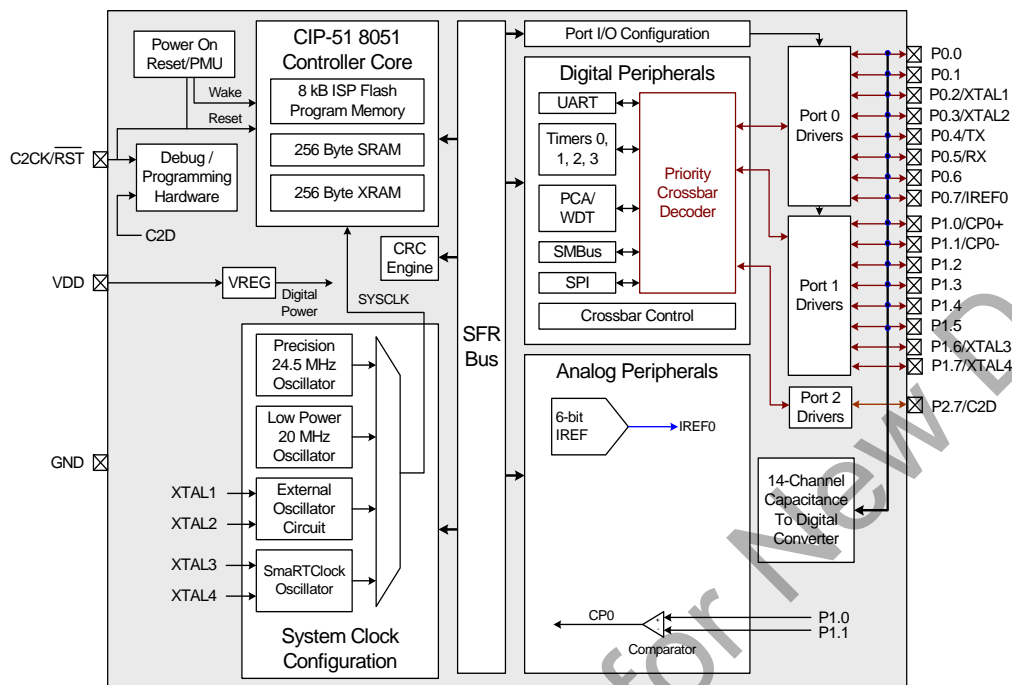 Power On
Reset/PMU
Wake
Reset
C2CK/RST
Debug /
Programming
Hardware
C2D
VDD
VREG
Digital
Power
GND
CIP-51 8051
Controller Core
8 kB ISP Flash
Program Memory
256 Byte SRAM
256 Byte XRAM
CRC
Engine
SYSCLK
Precision
24.5 MHz
Oscillator
Low Power
20 MHz
Oscillator
XTAL1
XTAL2
External
Oscillator
Circuit
XTAL3
XTAL4
SmaRTClock
Oscillator
System Clock
Configuration
SFR
Bus
Port I/O Configuration
Digital Peripherals
UART
Timers 0,
1, 2, 3
PCA/
WDT
SMBus
SPI
Priority
Crossbar
Decoder
Crossbar Control
Analog Peripherals
6-bit
IREF
IREF0
CP0
+
-
Comparator
P1.0
P1.1
Port 0
Drivers
Port 1
Drivers
Port 2
Drivers
14-Channel
Capacitance
To Digital
Converter
P0.0
P0.1
P0.2/XTAL1
P0.3/XTAL2
P0.4/TX
P0.5/RX
P0.6
P0.7/IREF0
P1.0/CP0+
P1.1/CP0-
P1.2
P1.3
P1.4
P1.5
P1.6/XTAL3
P1.7/XTAL4
P2.7/C2D
for New D